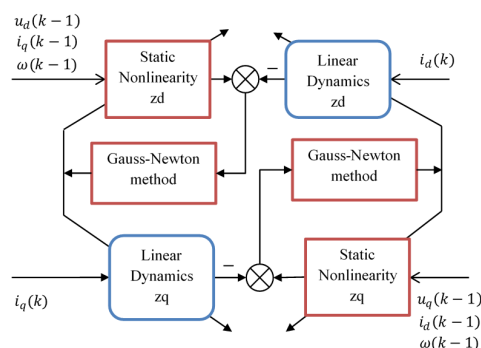 u_d(k−1)
i_q(k−1)
ω(k−1)
Static
Nonlinearity
zd
−
Linear
Dynamics
zd
i_d(k)
Gauss-Newton
method
Gauss-Newton
method
i_q(k)
Linear
Dynamics
zq
−
Static
Nonlinearity
zq
u_q(k−1)
i_d(k−1)
ω(k−1)